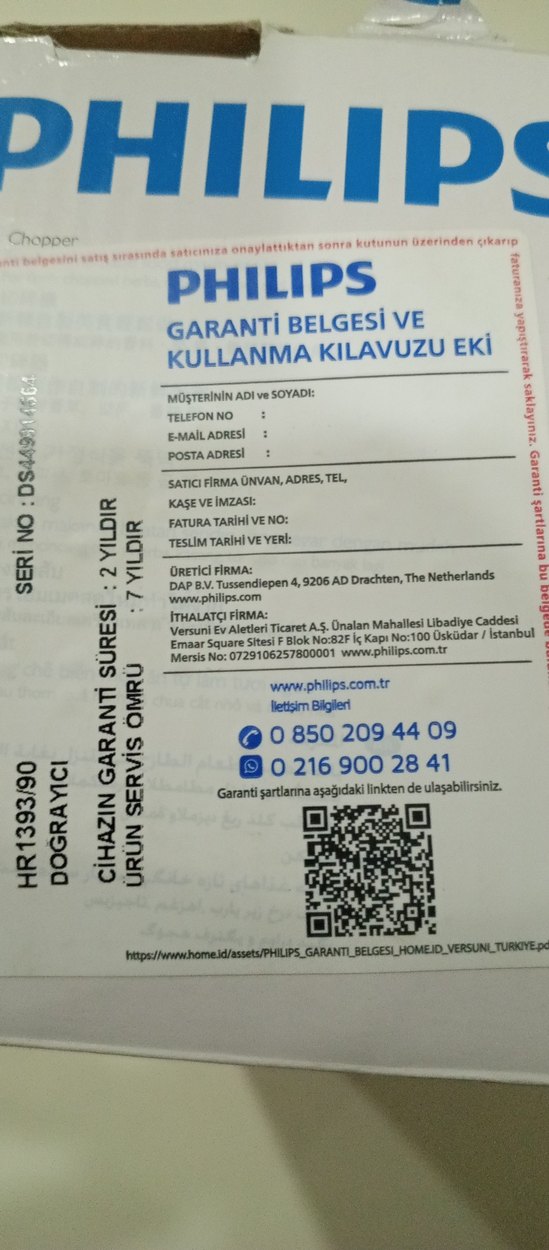 PHILIPS
Chopper
belgesini satış sırasında satıcınıza onaylattıktan sonra kutunun üzerinden çıkarıp
faturanıza yapıştırarak saklayınız. Garanti şartlarına bu belgede
PHILIPS
GARANTİ BELGESİ VE
KULLANMA KILAVUZU EKİ
MÜŞTERİNİN ADI ve SOYADI:
TELEFON NO :
E-MAİL ADRESİ :
POSTA ADRESİ :
SATICI FİRMA ÜNVAN, ADRES, TEL,
KAŞE VE İMZASI:
FATURA TARİHİ VE NO:
TESLİM TARİHİ VE YERİ:
ÜRETİCİ FİRMA:
DAP B.V. Tussendiepen 4, 9206 AD Drachten, The Netherlands
www.philips.com
İTHALATÇI FİRMA:
Versuni Ev Aletleri Ticaret A.Ş. Ünalan Mahallesi Libadiye Caddesi
Emaar Square Sitesi F Blok No:82F İç Kapı No:100 Üsküdar / İstanbul
Mersis No: 0729106257800001 www.philips.com.tr
www.philips.com.tr
İletişim Bilgileri
0 850 209 44 09
0 216 900 28 41
Garanti şartlarına aşağıdaki linkten de ulaşabilirsiniz.
https://www.home.id/assets/PHILIPS_GARANTI_BELGESI_HOME.ID_VERSUNI_TURKIYE.pd
HR1393/90 SERİ NO :
DOĞRAYICI
CİHAZIN GARANTİ SÜRESİ : 2 YILDIR
ÜRÜN SERVİS ÖMRÜ : 7 YILDIR